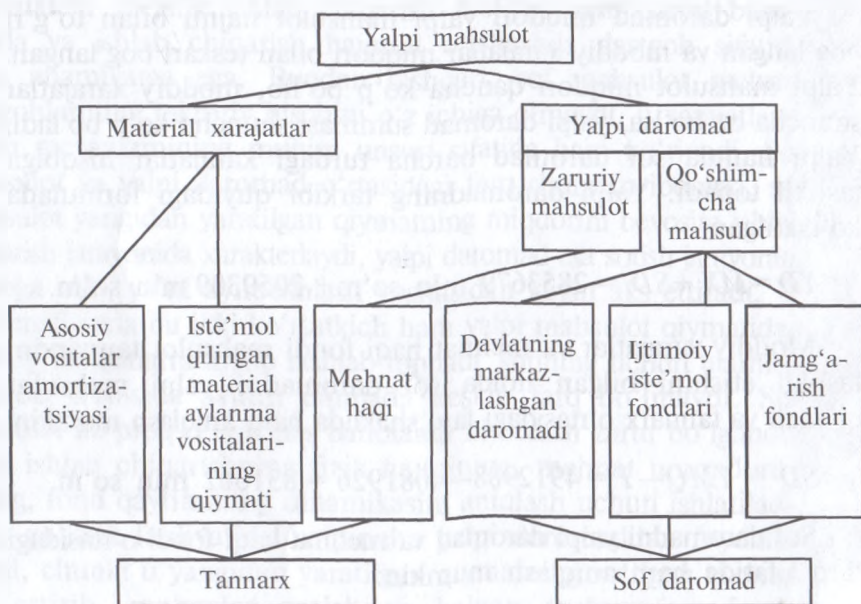 Yalpi mahsulot
Material xarajatlar
Yalpi daromad
Zaruriy
mahsulot
Qo‘shim-
cha
mahsulot
Asosiy
vositalar
amortiza-
tsiyasi
Iste’mol
qilingan
material
aylanma
vositalari-
ning
qiymati
Mehnat
haqi
Davlatning
markaz-
lashgan
daromadi
Ijtimoiy
iste’mol
fondlari
Jamg‘a-
rish
fondlari
Tannarx
Sof daromad